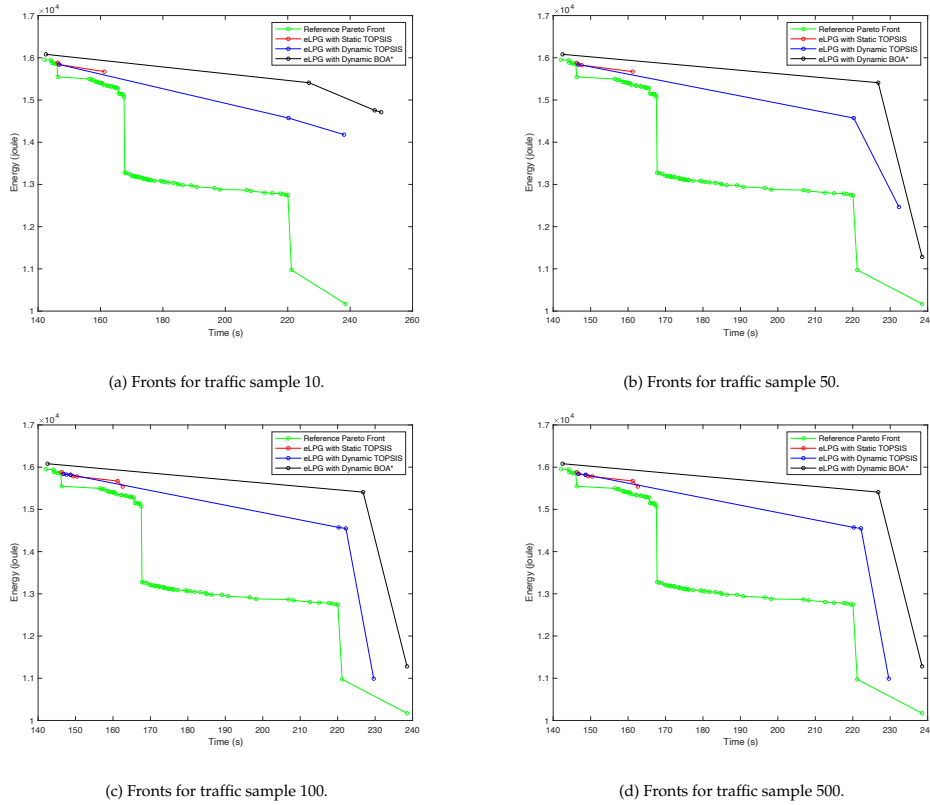 ×10⁴
1.7
1.6
1.5
1.4
1.3
1.2
1.1
1
Energy (joule)
140 160 180 200 220 240 260
Time (s)
Reference Pareto Front
eLPG with Static TOPSIS
eLPG with Dynamic TOPSIS
eLPG with Dynamic BOA*
(a) Fronts for traffic sample 10.
×10⁴
1.7
1.6
1.5
1.4
1.3
1.2
1.1
1
Energy (joule)
140 150 160 170 180 190 200 210 220 230 240
Time (s)
Reference Pareto Front
eLPG with Static TOPSIS
eLPG with Dynamic TOPSIS
eLPG with Dynamic BOA*
(b) Fronts for traffic sample 50.
×10⁴
1.7
1.6
1.5
1.4
1.3
1.2
1.1
1
Energy (joule)
140 150 160 170 180 190 200 210 220 230 240
Time (s)
Reference Pareto Front
eLPG with Static TOPSIS
eLPG with Dynamic TOPSIS
eLPG with Dynamic BOA*
(c) Fronts for traffic sample 100.
×10⁴
1.7
1.6
1.5
1.4
1.3
1.2
1.1
1
Energy (joule)
140 150 160 170 180 190 200 210 220 230 240
Time (s)
Reference Pareto Front
eLPG with Static TOPSIS
eLPG with Dynamic TOPSIS
eLPG with Dynamic BOA*
(d) Fronts for traffic sample 500.